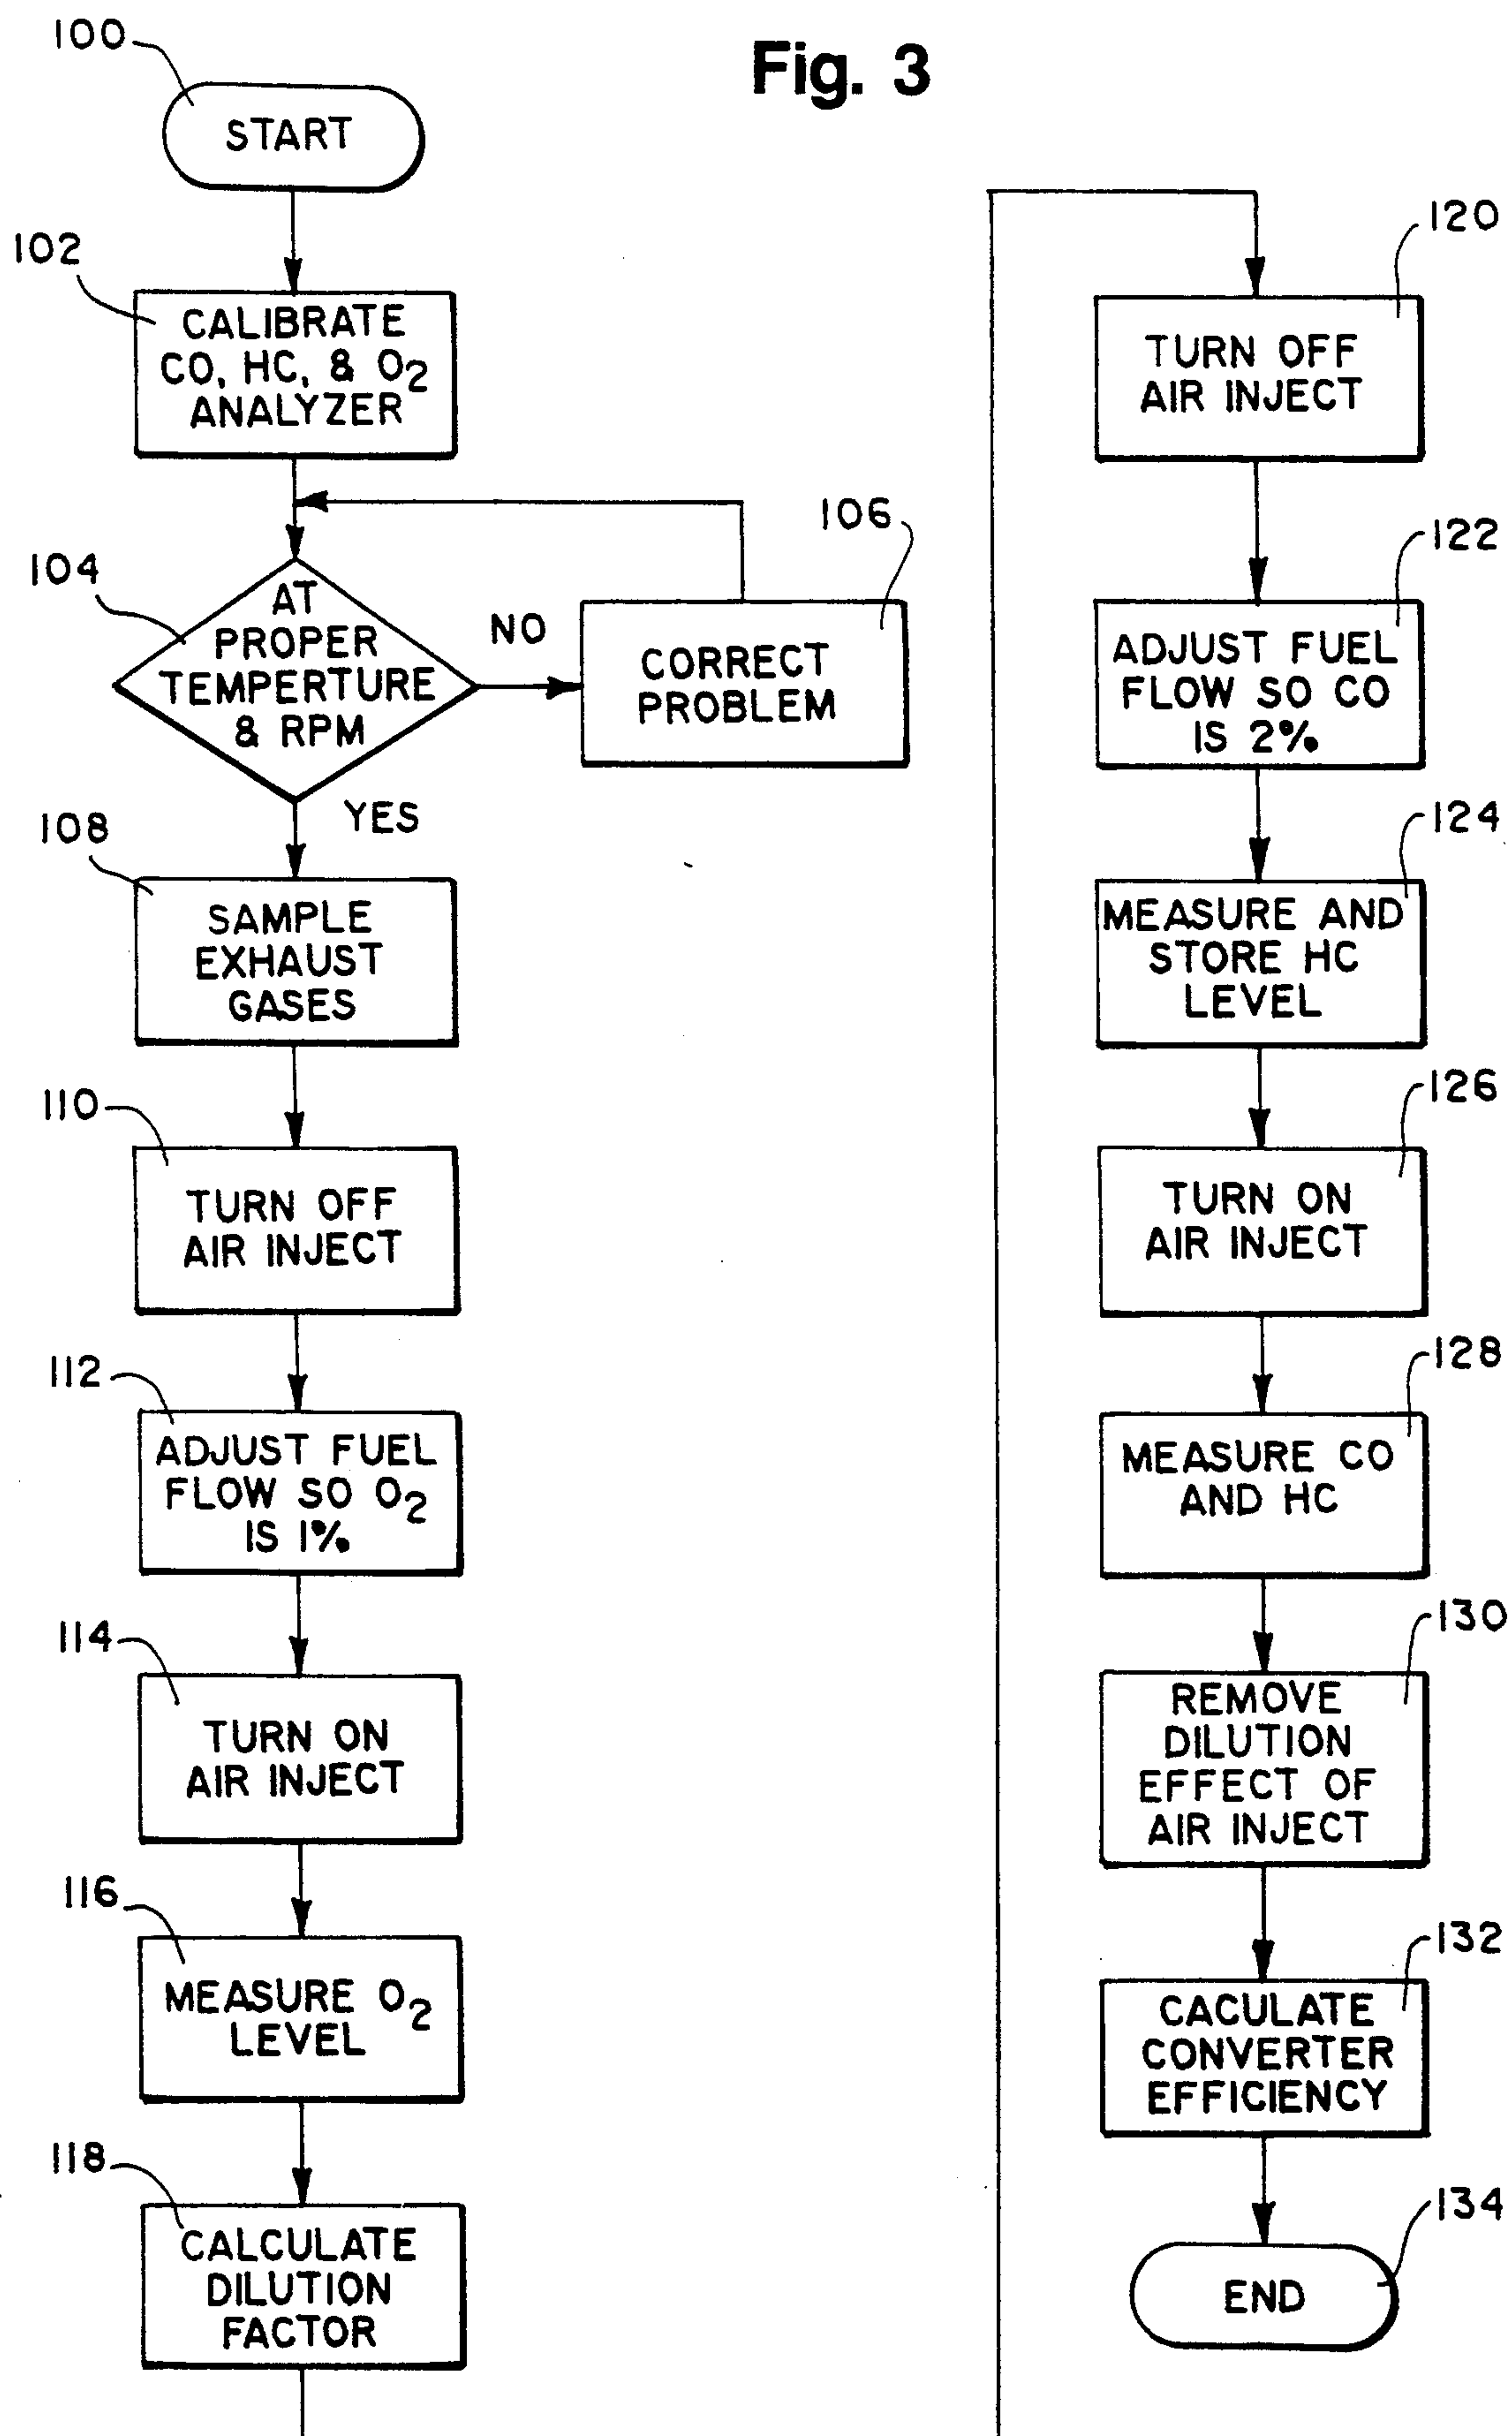 Fig. 3
100
START
102
CALIBRATE
CO, HC, & O2
ANALYZER
104
AT
PROPER
TEMPERTURE
& RPM
NO
106
CORRECT
PROBLEM
YES
108
SAMPLE
EXHAUST
GASES
110
TURN OFF
AIR INJECT
112
ADJUST FUEL
FLOW SO O2
IS 1%
114
TURN ON
AIR INJECT
116
MEASURE O2
LEVEL
118
CALCULATE
DILUTION
FACTOR
120
TURN OFF
AIR INJECT
122
ADJUST FUEL
FLOW SO CO
IS 2%
124
MEASURE AND
STORE HC
LEVEL
126
TURN ON
AIR INJECT
128
MEASURE CO
AND HC
130
REMOVE
DILUTION
EFFECT OF
AIR INJECT
132
CACULATE
CONVERTER
EFFICIENCY
134
END